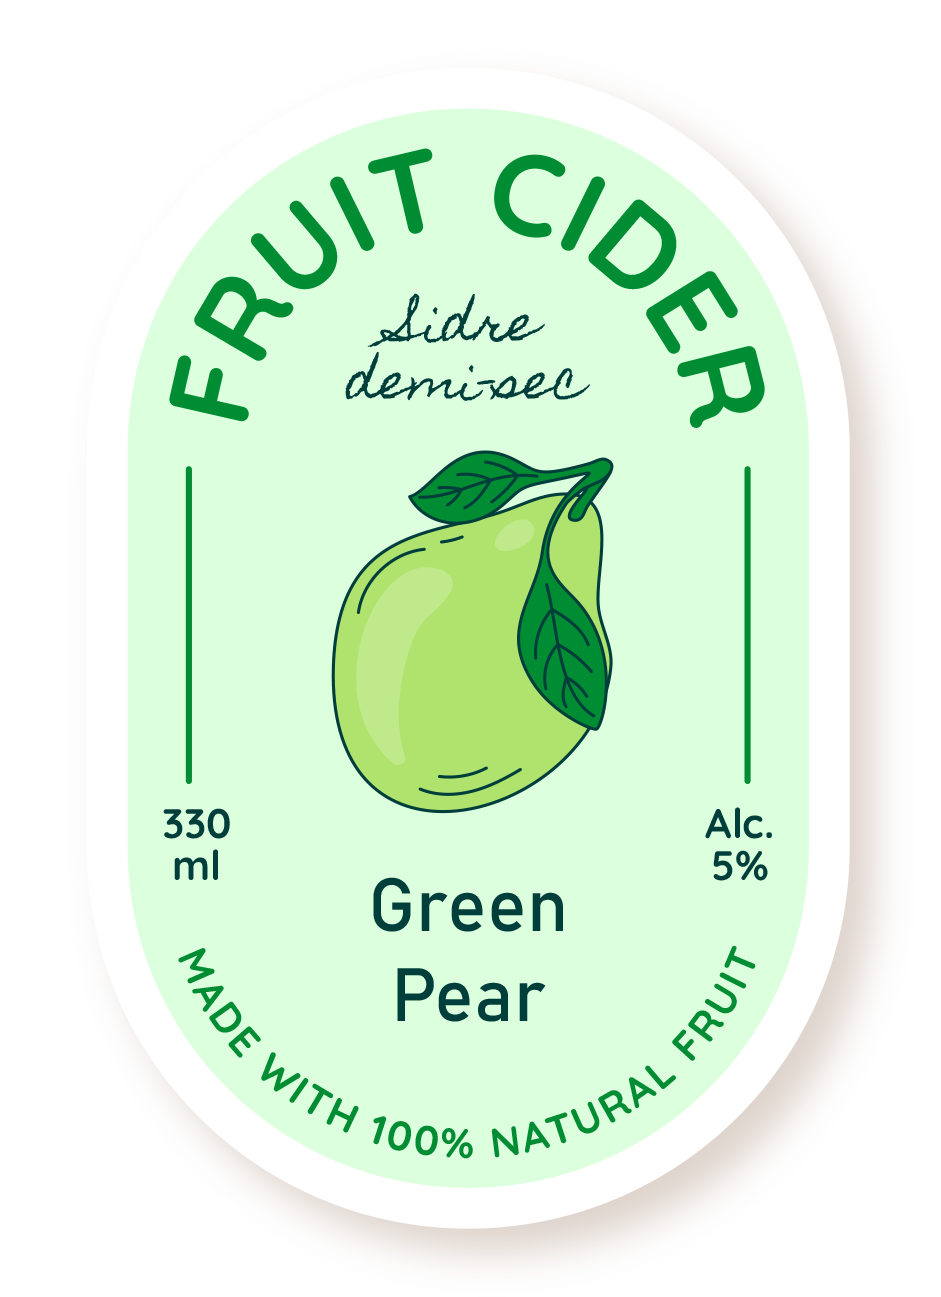 FRUIT CIDER
Sidre
demi-sec
330
ml
Alc.
5%
Green
Pear
MADE WITH 100% NATURAL FRUIT